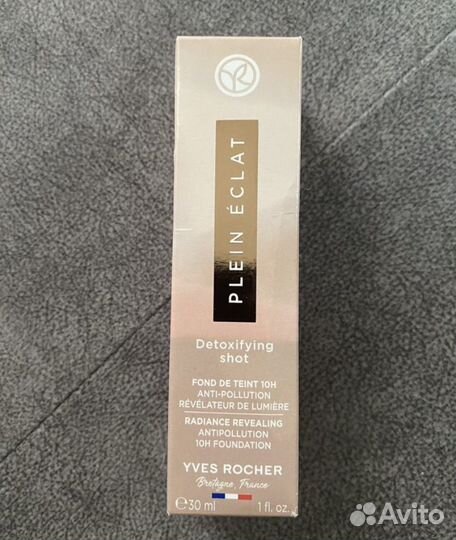 PLEIN ÉCLAT
Detoxifying
shot
FOND DE TEINT 10H
ANTI-POLLUTION
RÉVÉLATEUR DE LUMIÈRE
RADIANCE REVEALING
ANTIPOLLUTION
10H FOUNDATION
YVES ROCHER
Bretagne, France
℮30 ml 1 fl. oz.
Avito